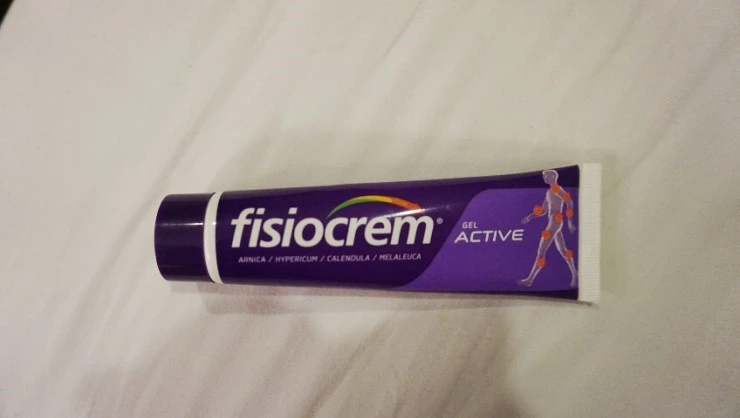 fisiocrem®
GEL
ACTIVE
ARNICA / HYPERICUM / CALENDULA / MELALEUCA